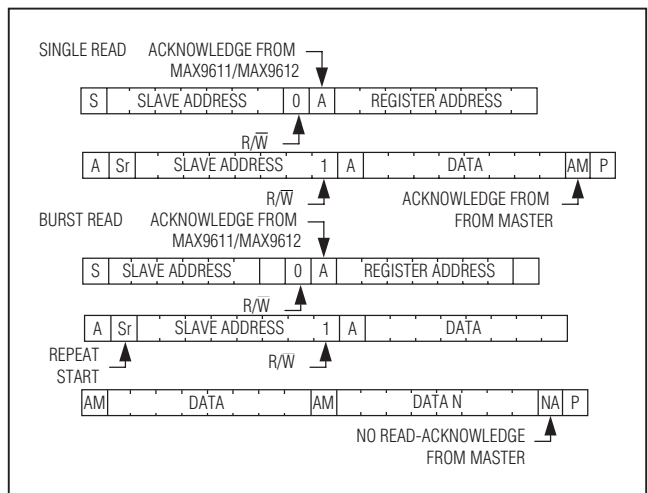 SINGLE READ ACKNOWLEDGE FROM
MAX9611/MAX9612
S SLAVE ADDRESS 0 A REGISTER ADDRESS
R/W̅
A Sr SLAVE ADDRESS 1 A DATA AM P
R/W̅ ACKNOWLEDGE FROM
FROM MASTER
BURST READ ACKNOWLEDGE FROM
MAX9611/MAX9612
S SLAVE ADDRESS 0 A REGISTER ADDRESS
R/W̅
A Sr SLAVE ADDRESS 1 A DATA
REPEAT
START
R/W̅
AM DATA AM DATA N NA P
NO READ-ACKNOWLEDGE
FROM MASTER